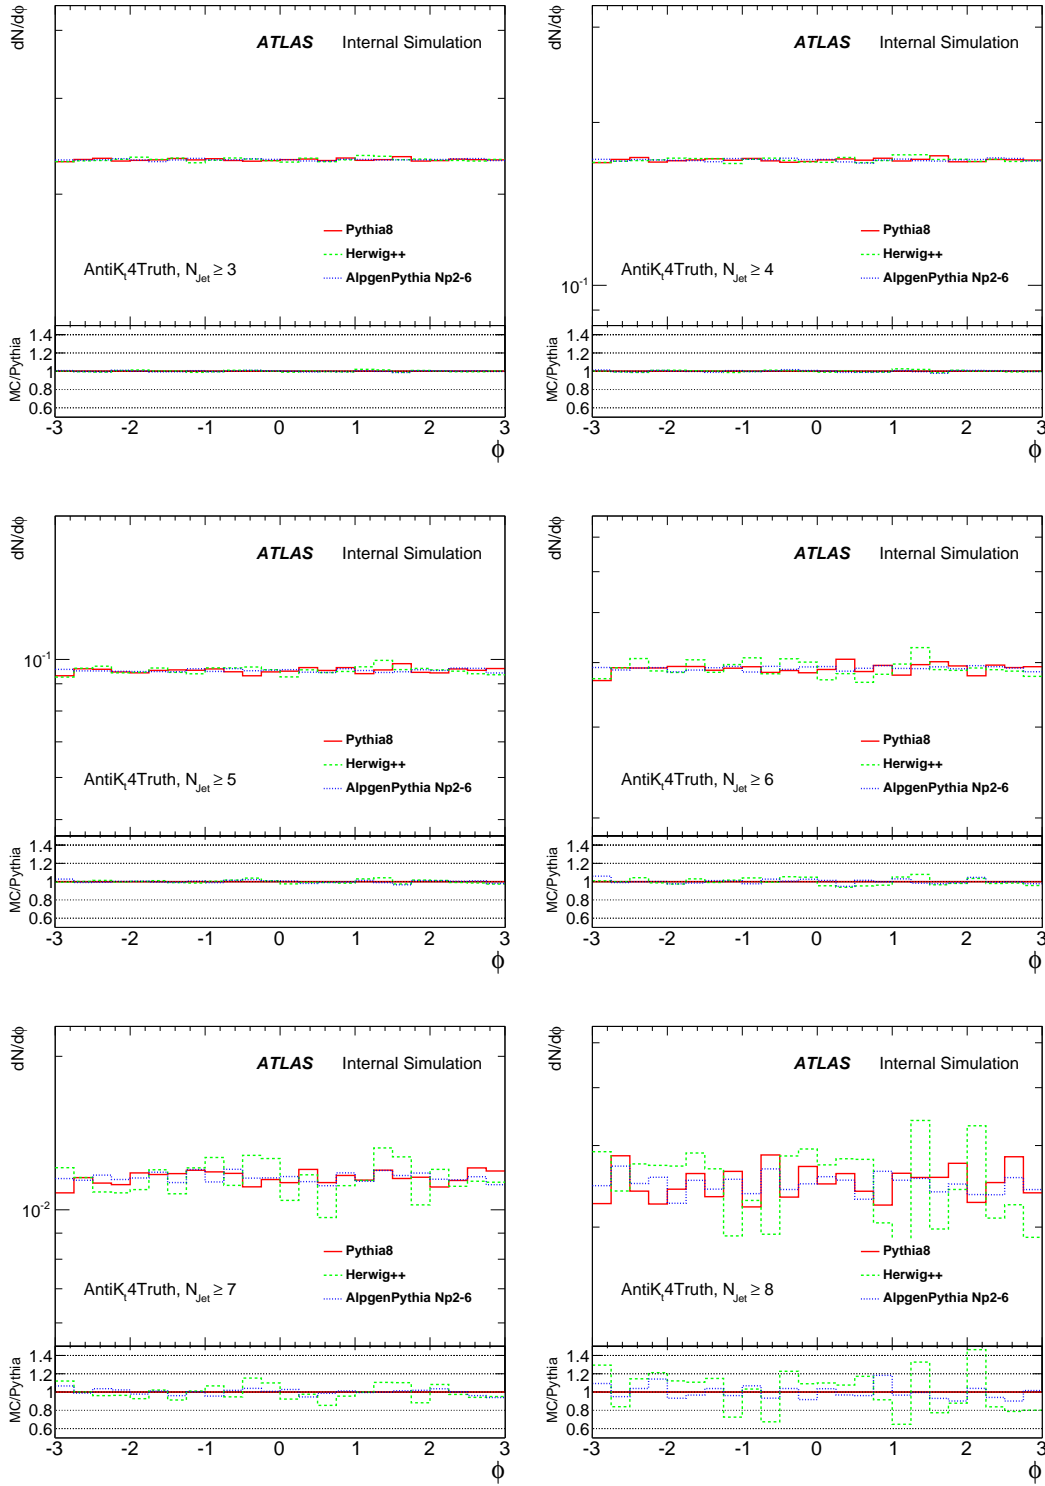 dN/dϕ
ATLAS Internal Simulation
Pythia8
Herwig++
AlpgenPythia Np2-6
AntiKt4Truth, NJet ≥ 3
MC/Pythia
1.4
1.2
1
0.8
0.6
-3 -2 -1 0 1 2 3
ϕ
dN/dϕ
ATLAS Internal Simulation
Pythia8
Herwig++
AlpgenPythia Np2-6
AntiKt4Truth, NJet ≥ 4
10-1
MC/Pythia
1.4
1.2
1
0.8
0.6
-3 -2 -1 0 1 2 3
ϕ
dN/dϕ
ATLAS Internal Simulation
10-1
Pythia8
Herwig++
AlpgenPythia Np2-6
AntiKt4Truth, NJet ≥ 5
MC/Pythia
1.4
1.2
1
0.8
0.6
-3 -2 -1 0 1 2 3
ϕ
dN/dϕ
ATLAS Internal Simulation
Pythia8
Herwig++
AlpgenPythia Np2-6
AntiKt4Truth, NJet ≥ 6
MC/Pythia
1.4
1.2
1
0.8
0.6
-3 -2 -1 0 1 2 3
ϕ
dN/dϕ
ATLAS Internal Simulation
10-2
Pythia8
Herwig++
AlpgenPythia Np2-6
AntiKt4Truth, NJet ≥ 7
MC/Pythia
1.4
1.2
1
0.8
0.6
-3 -2 -1 0 1 2 3
ϕ
dN/dϕ
ATLAS Internal Simulation
Pythia8
Herwig++
AlpgenPythia Np2-6
AntiKt4Truth, NJet ≥ 8
MC/Pythia
1.4
1.2
1
0.8
0.6
-3 -2 -1 0 1 2 3
ϕ